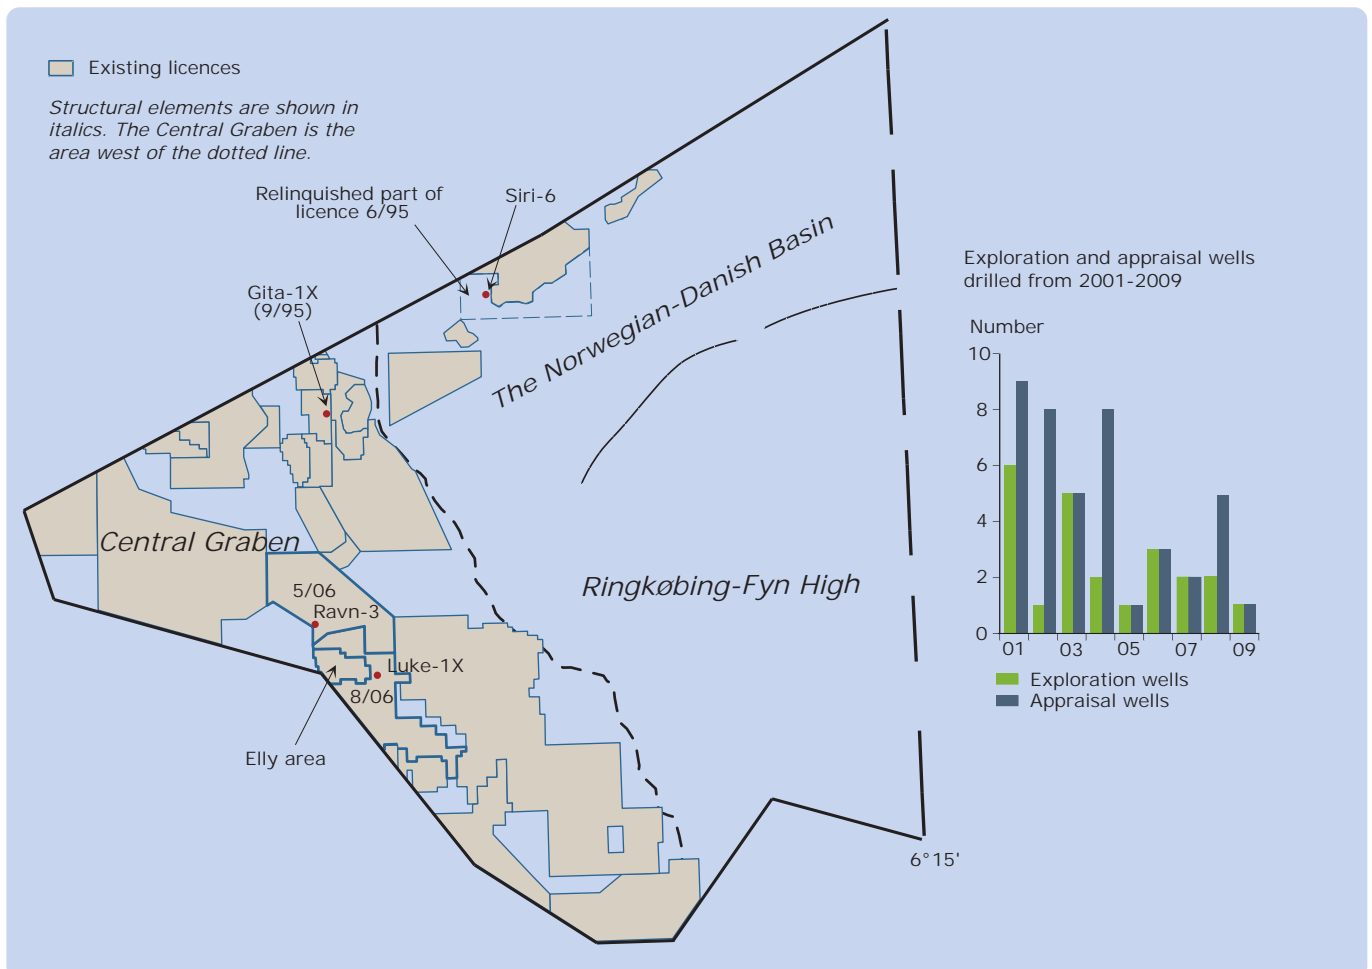 Existing licences
Structural elements are shown in
italics. The Central Graben is the
area west of the dotted line.
Relinquished part of
licence 6/95
Siri-6
Gita-1X
(9/95)
The Norwegian-Danish Basin
Central Graben
Ringkøbing-Fyn High
5/06
Ravn-3
Luke-1X
8/06
Elly area
6°15'
Exploration and appraisal wells
drilled from 2001-2009
Number
10
8
6
4
2
0
01 03 05 07 09
Exploration wells
Appraisal wells